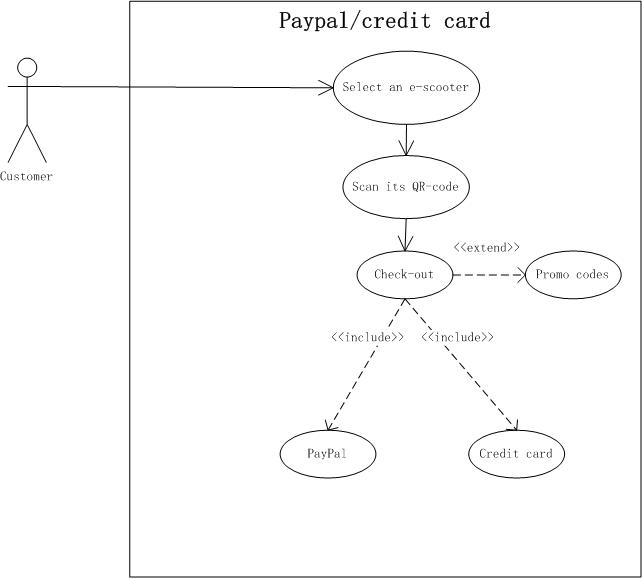 Paypal/credit card
Select an e-scooter
Customer
Scan its QR-code
<<extend>>
Check-out
Promo codes
<<include>>
<<include>>
PayPal
Credit card